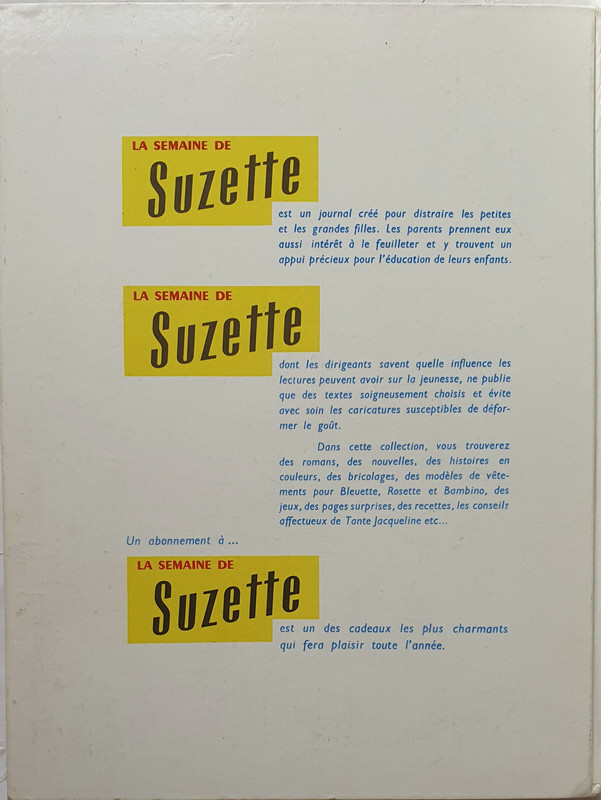 LA SEMAINE DE
Suzette
est un journal créé pour distraire les petites
et les grandes filles. Les parents prennent eux
aussi intérêt à le feuilleter et y trouvent un
appui précieux pour l'éducation de leurs enfants.
LA SEMAINE DE
Suzette
dont les dirigeants savent quelle influence les
lectures peuvent avoir sur la jeunesse, ne publie
que des textes soigneusement choisis et évite
avec soin les caricatures susceptibles de défor-
mer le goût.
Dans cette collection, vous trouverez
des romans, des nouvelles, des histoires en
couleurs, des bricolages, des modèles de vête-
ments pour Bleuette, Rosette et Bambino, des
jeux, des pages surprises, des recettes, les conseils
affectueux de Tante Jacqueline etc...
Un abonnement à ...
LA SEMAINE DE
Suzette
est un des cadeaux les plus charmants
qui fera plaisir toute l'année.